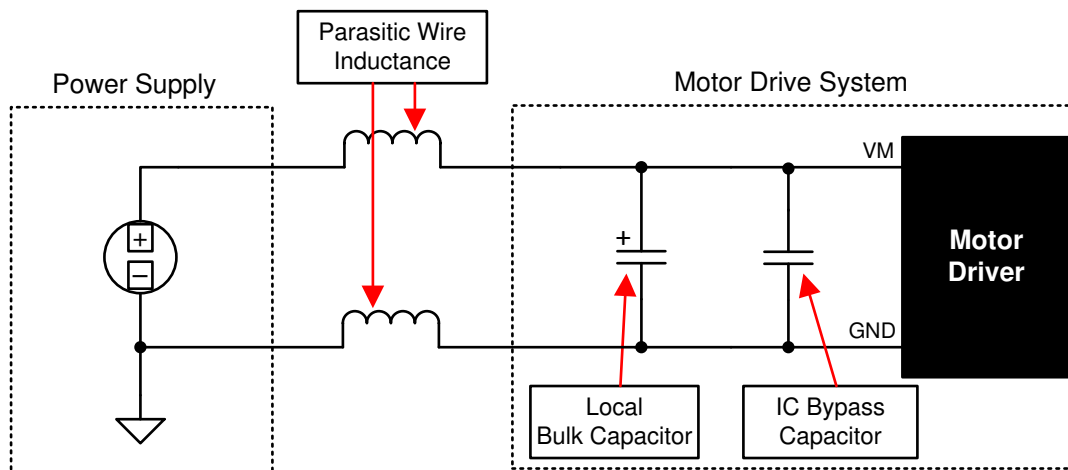 Parasitic Wire
Inductance
Power Supply
Motor Drive System
VM
+
−
+
Motor
Driver
GND
Local
Bulk Capacitor
IC Bypass
Capacitor